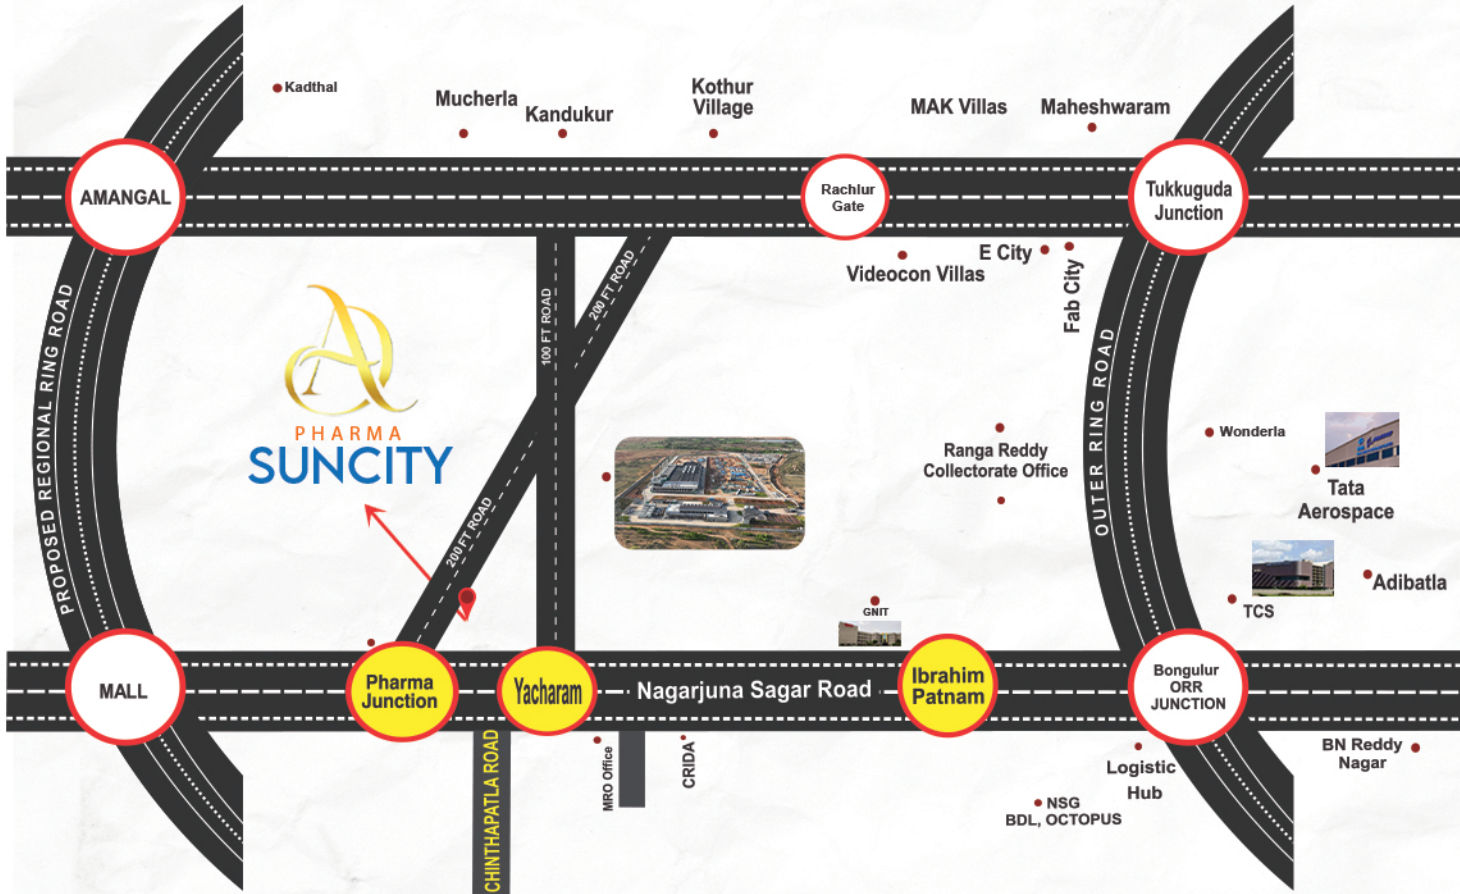 Kadthal
Mucherla
Kandukur
Kothur
Village
MAK Villas
Maheshwaram
AMANGAL
Rachlur
Gate
Tukkuguda
Junction
Videocon Villas
E City
Fab City
PROPOSED REGIONAL RING ROAD
100 FT ROAD
200 FT ROAD
PHARMA
SUNCITY
200 FT ROAD
OUTER RING ROAD
Ranga Reddy
Collectorate Office
Wonderla
Tata
Aerospace
Adibatla
TCS
GNIT
MALL
Pharma
Junction
Yacharam
Nagarjuna Sagar Road
Ibrahim
Patnam
Bongulur
ORR
JUNCTION
CHINTHAPATLA ROAD
MRO Office
CRIDA
Logistic
Hub
NSG
BDL, OCTOPUS
BN Reddy
Nagar